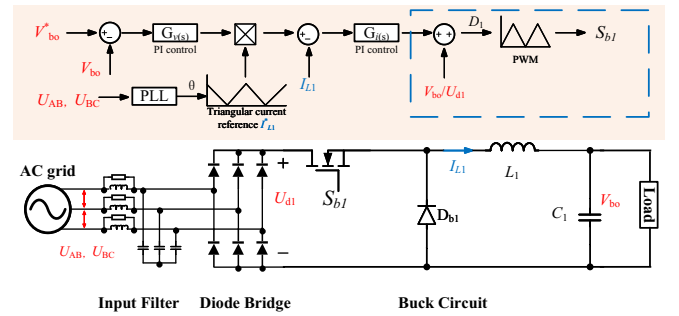 V*bo
+
−
Gv(s)
PI control
+
−
Gi(s)
PI control
+ +
D1
PWM
Sb1
Vbo
IL1
Vbo/Ud1
UAB, UBC
PLL
θ
Triangular current
reference I*L1
AC grid
+
Ud1
−
Sb1
IL1
L1
Db1
C1
Vbo
Load
UAB, UBC
Input Filter
Diode Bridge
Buck Circuit